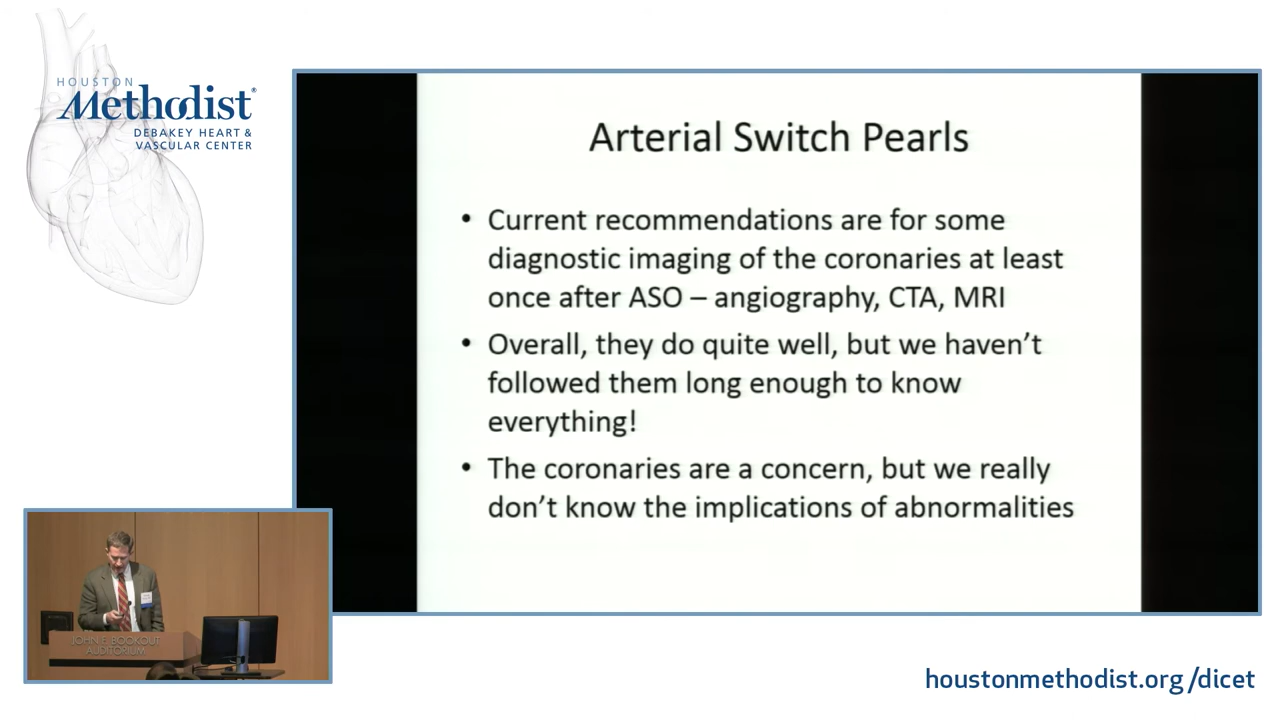 HOUSTON
Methodist®
DEBAKEY HEART &
VASCULAR CENTER
Arterial Switch Pearls
• Current recommendations are for some
diagnostic imaging of the coronaries at least
once after ASO – angiography, CTA, MRI
• Overall, they do quite well, but we haven't
followed them long enough to know
everything!
• The coronaries are a concern, but we really
don't know the implications of abnormalities
JOHN F. BOOKOUT
AUDITORIUM
houstonmethodist.org/dicet